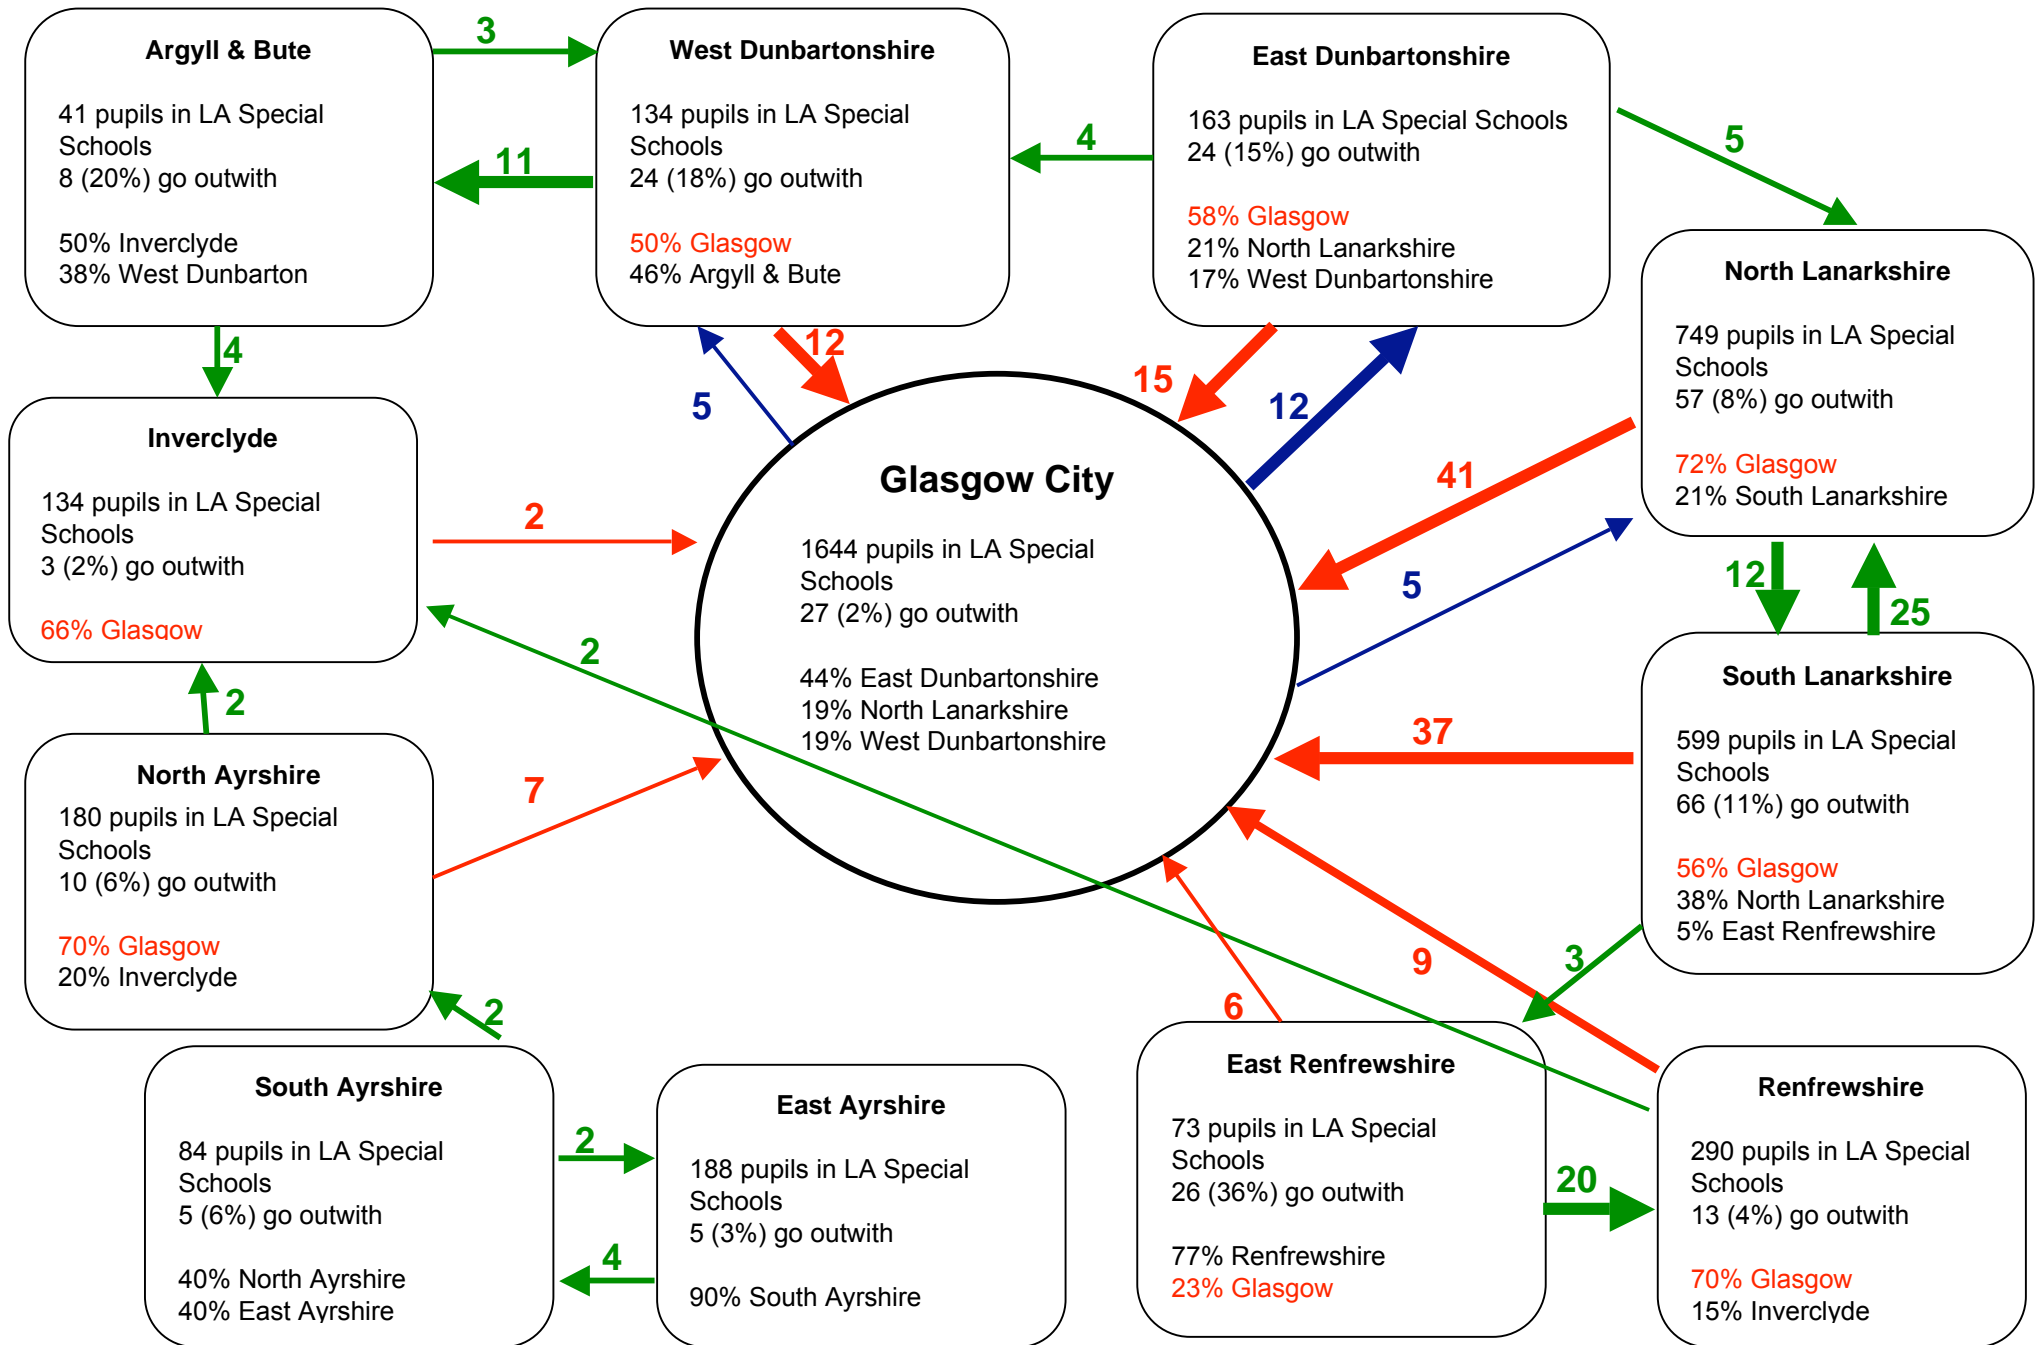 Argyll & Bute
41 pupils in LA Special
Schools
8 (20%) go outwith
50% Inverclyde
38% West Dunbarton
3
11
West Dunbartonshire
134 pupils in LA Special
Schools
24 (18%) go outwith
50% Glasgow
46% Argyll & Bute
4
East Dunbartonshire
163 pupils in LA Special Schools
24 (15%) go outwith
58% Glasgow
21% North Lanarkshire
17% West Dunbartonshire
5
North Lanarkshire
749 pupils in LA Special
Schools
57 (8%) go outwith
72% Glasgow
21% South Lanarkshire
4
12
5
15
12
41
5
12
25
Inverclyde
134 pupils in LA Special
Schools
3 (2%) go outwith
66% Glasgow
2
Glasgow City
1644 pupils in LA Special
Schools
27 (2%) go outwith
44% East Dunbartonshire
19% North Lanarkshire
19% West Dunbartonshire
2
2
37
South Lanarkshire
599 pupils in LA Special
Schools
66 (11%) go outwith
56% Glasgow
38% North Lanarkshire
5% East Renfrewshire
North Ayrshire
180 pupils in LA Special
Schools
10 (6%) go outwith
70% Glasgow
20% Inverclyde
7
9
3
6
2
South Ayrshire
84 pupils in LA Special
Schools
5 (6%) go outwith
40% North Ayrshire
40% East Ayrshire
2
4
East Ayrshire
188 pupils in LA Special
Schools
5 (3%) go outwith
90% South Ayrshire
East Renfrewshire
73 pupils in LA Special
Schools
26 (36%) go outwith
77% Renfrewshire
23% Glasgow
20
Renfrewshire
290 pupils in LA Special
Schools
13 (4%) go outwith
70% Glasgow
15% Inverclyde